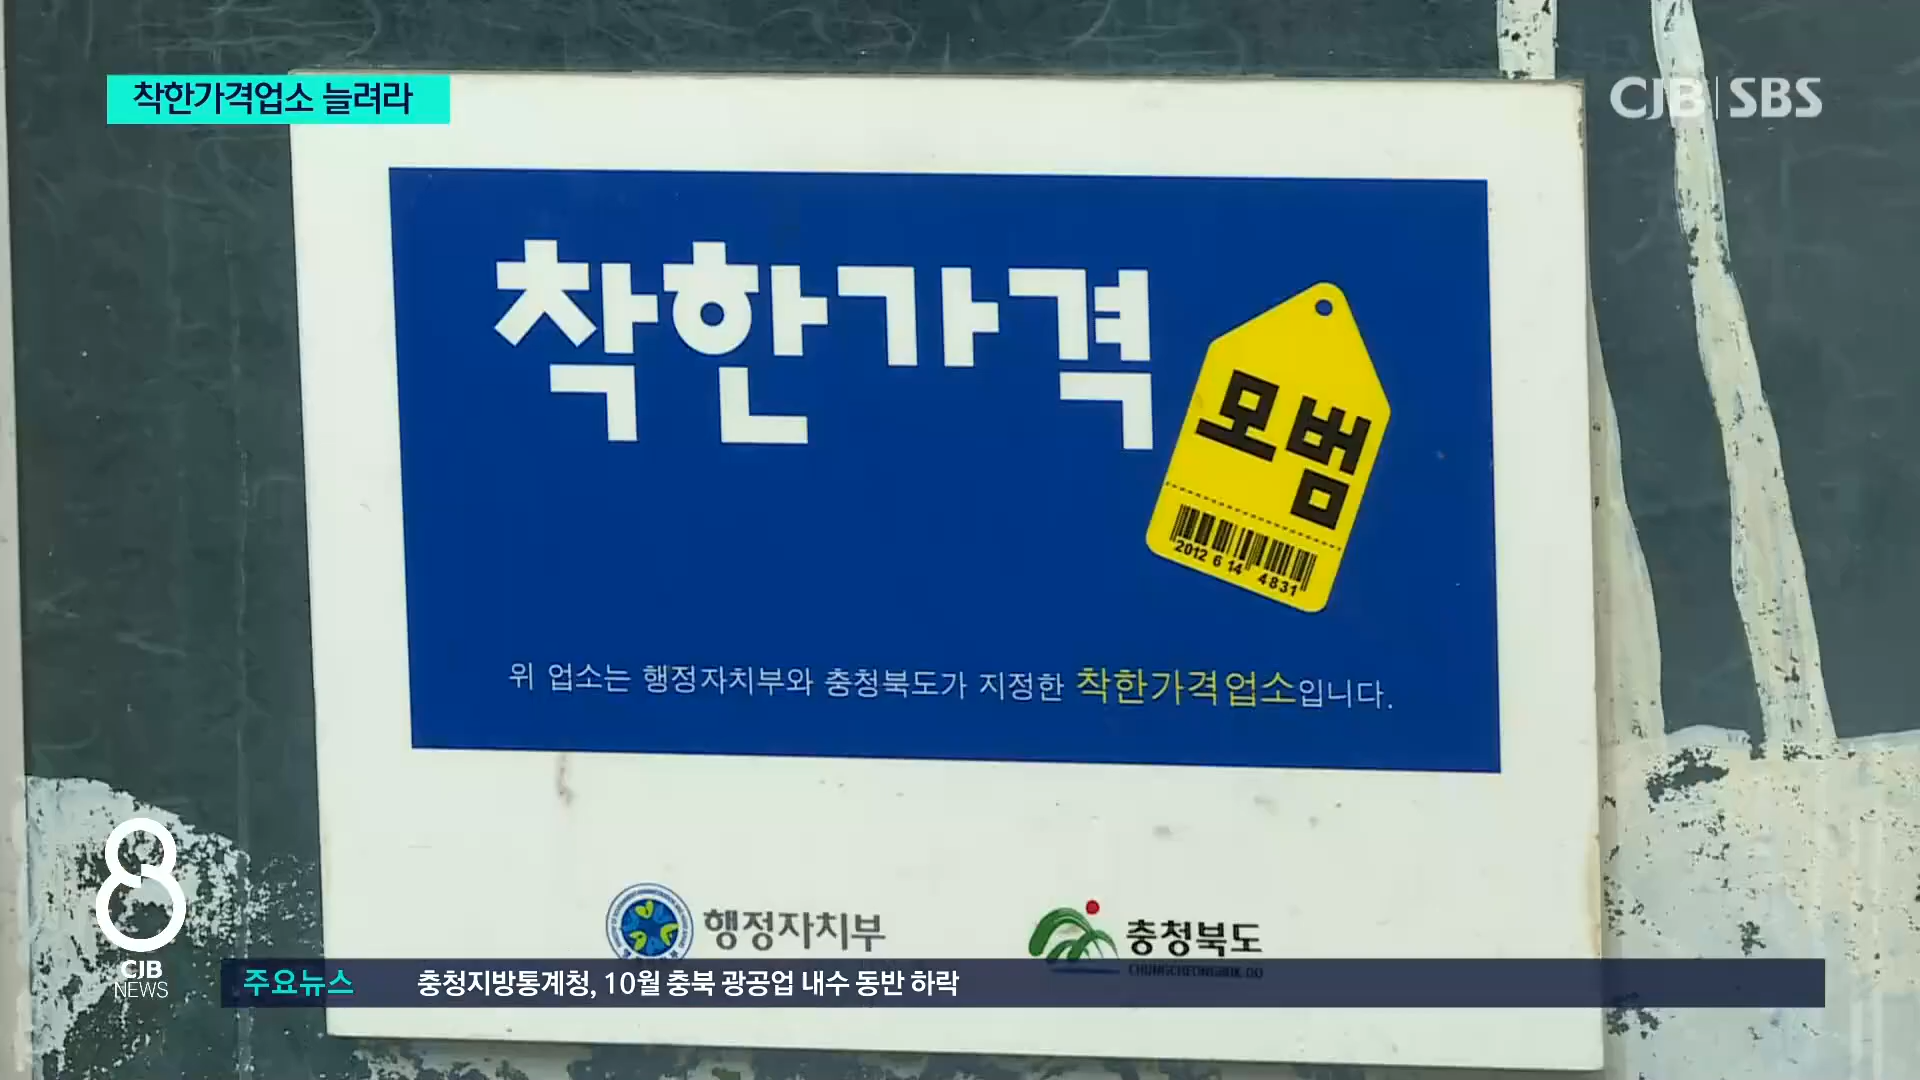 착한가격업소 늘려라
CJB SBS
착한가격
모범
2012 6 14 4831
위 업소는 행정자치부와 충청북도가 지정한 착한가격업소입니다.
행정자치부
충청북도
CHUNGCHEONGBUK-DO
8
CJB
NEWS
주요뉴스 충청지방통계청, 10월 충북 광공업 내수 동반 하락